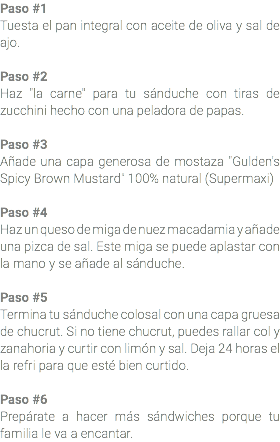 Paso #1
Tuesta el pan integral con aceite de oliva y sal de
ajo.
Paso #2
Haz "la carne" para tu sánduche con tiras de
zucchini hecho con una peladora de papas.
Paso #3
Añade una capa generosa de mostaza "Gulden's
Spicy Brown Mustard" 100% natural (Supermaxi)
Paso #4
Haz un queso de miga de nuez macadamia y añade
una pizca de sal. Este miga se puede aplastar con
la mano y se añade al sánduche.
Paso #5
Termina tu sánduche colosal con una capa gruesa
de chucrut. Si no tiene chucrut, puedes rallar col y
zanahoria y curtir con limón y sal. Deja 24 horas el
la refri para que esté bien curtido.
Paso #6
Prepárate a hacer más sándwiches porque tu
familia le va a encantar.